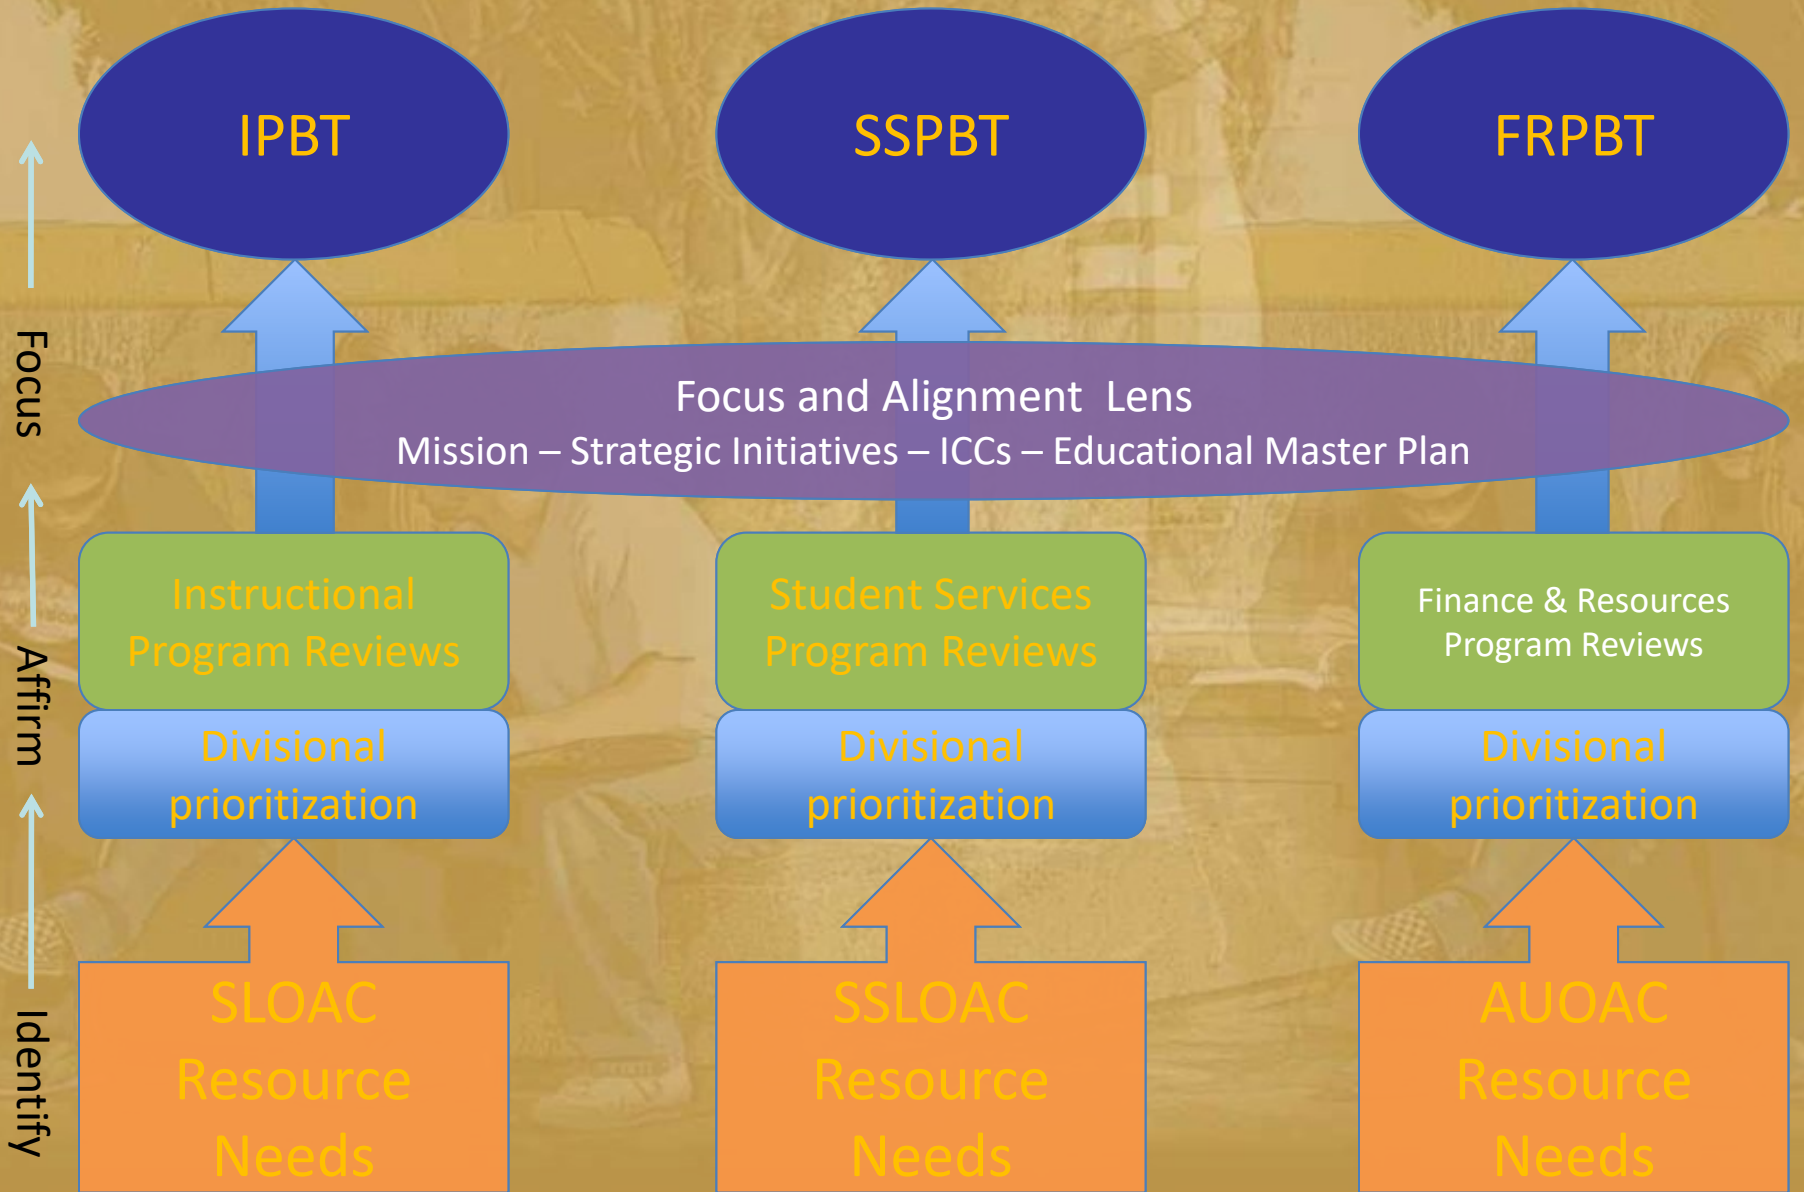 IPBT
SSPBT
FRPBT
Focus
Focus and Alignment  Lens
Mission – Strategic Initiatives – ICCs – Educational Master Plan
Instructional
Program Reviews
Student Services
Program Reviews
Finance & Resources
Program Reviews
Affirm
Divisional
prioritization
Divisional
prioritization
Divisional
prioritization
Identify
SLOAC
Resource
Needs
SSLOAC
Resource
Needs
AUOAC
Resource
Needs